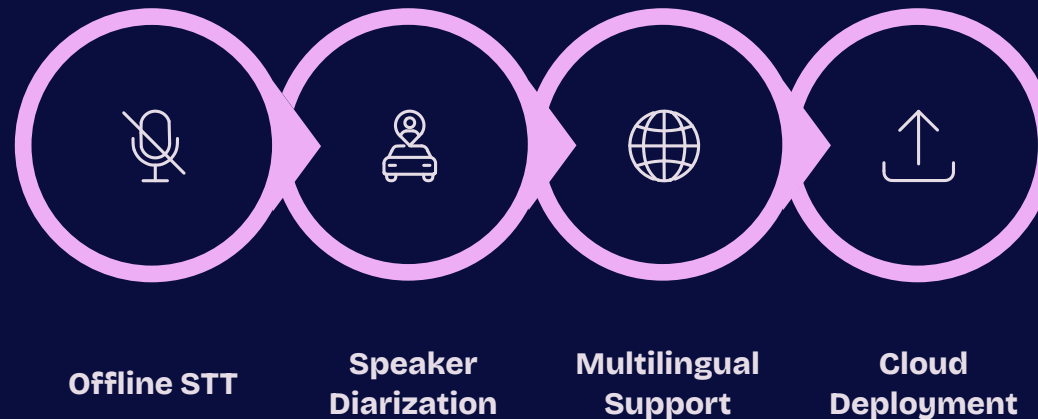 Offline STT
Speaker
Diarization
Multilingual
Support
Cloud
Deployment